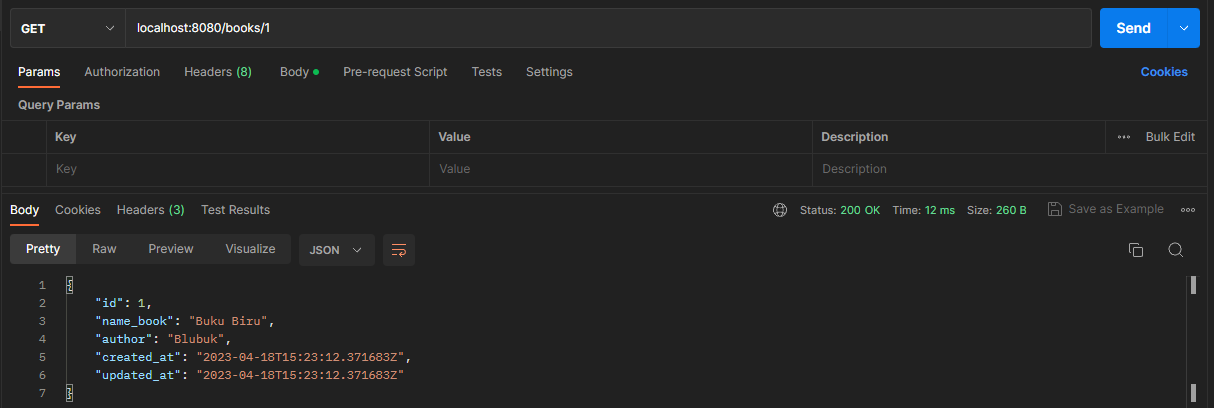 GET localhost:8080/books/1 Send
Params Authorization Headers (8) Body Pre-request Script Tests Settings Cookies
Query Params
Key Value Description Bulk Edit
Key Value Description
Body Cookies Headers (3) Test Results Status: 200 OK Time: 12 ms Size: 260 B Save as Example
Pretty Raw Preview Visualize JSON
1 {
2 "id": 1,
3 "name_book": "Buku Biru",
4 "author": "Blubuk",
5 "created_at": "2023-04-18T15:23:12.371683Z",
6 "updated_at": "2023-04-18T15:23:12.371683Z"
7 }